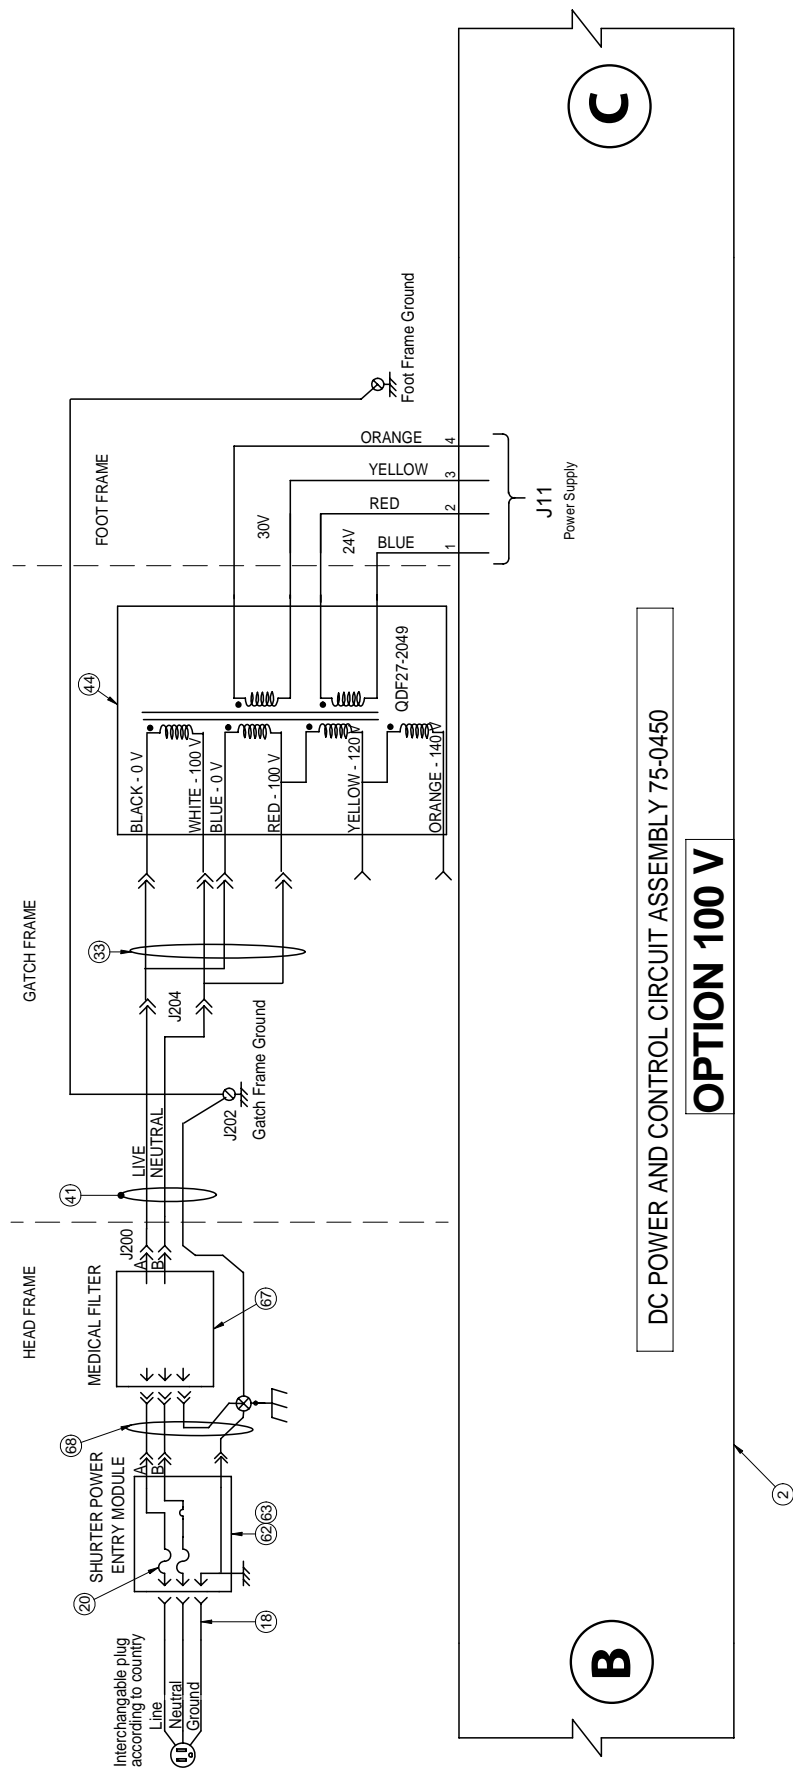 HEAD FRAME
GATCH FRAME
FOOT FRAME
Interchangable plug
according to country
Line
Neutral
Ground
18
SHURTER POWER
ENTRY MODULE
20
62
63
A
B
68
MEDICAL FILTER
67
A
B
J200
41
LIVE
NEUTRAL
J202
Gatch Frame Ground
J204
33
44
BLACK - 0 V
WHITE - 100 V
BLUE - 0 V
RED - 100 V
YELLOW - 120 V
ORANGE - 140 V
QDF27-2049
30V
24V
ORANGE
4
YELLOW
3
RED
2
BLUE
1
J11
Power Supply
Foot Frame Ground
B
C
DC POWER AND CONTROL CIRCUIT ASSEMBLY 75-0450
OPTION 100 V
2